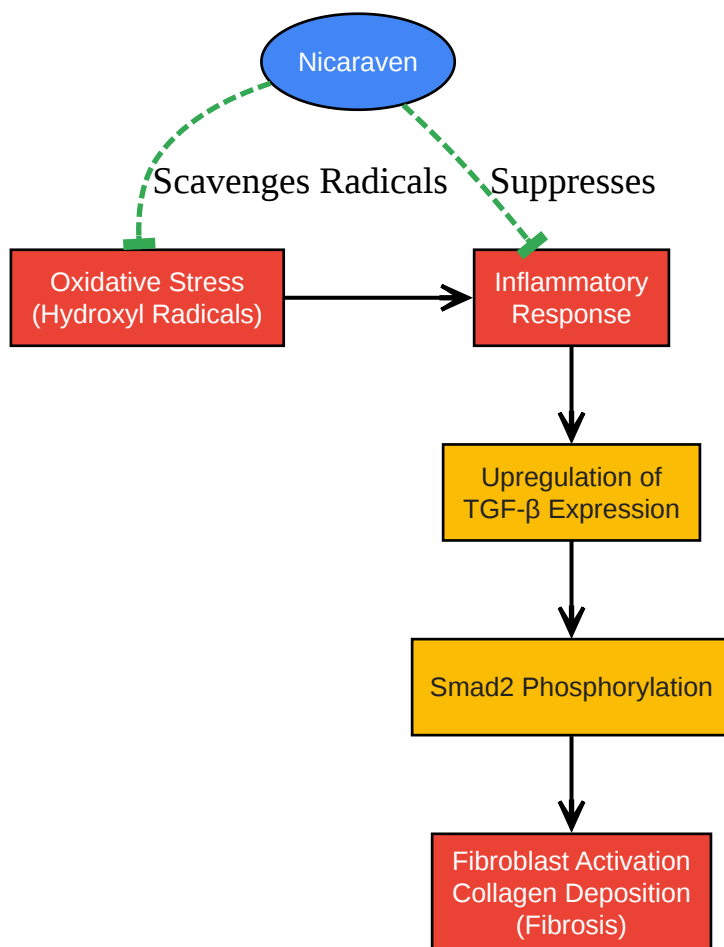 Nicaraven
Scavenges Radicals
Suppresses
Oxidative Stress
(Hydroxyl Radicals)
Inflammatory
Response
Upregulation of
TGF-β Expression
Smad2 Phosphorylation
Fibroblast Activation
Collagen Deposition
(Fibrosis)